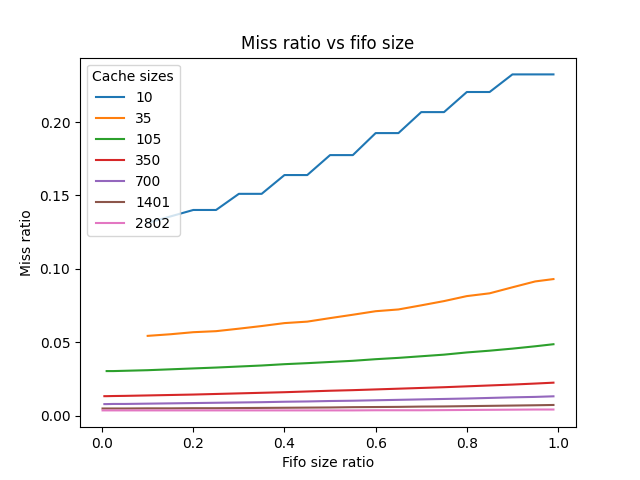 Miss ratio vs fifo size
Cache sizes
10
35
105
350
700
1401
2802
0.20
0.15
0.10
0.05
0.00
Miss ratio
0.0 0.2 0.4 0.6 0.8 1.0
Fifo size ratio